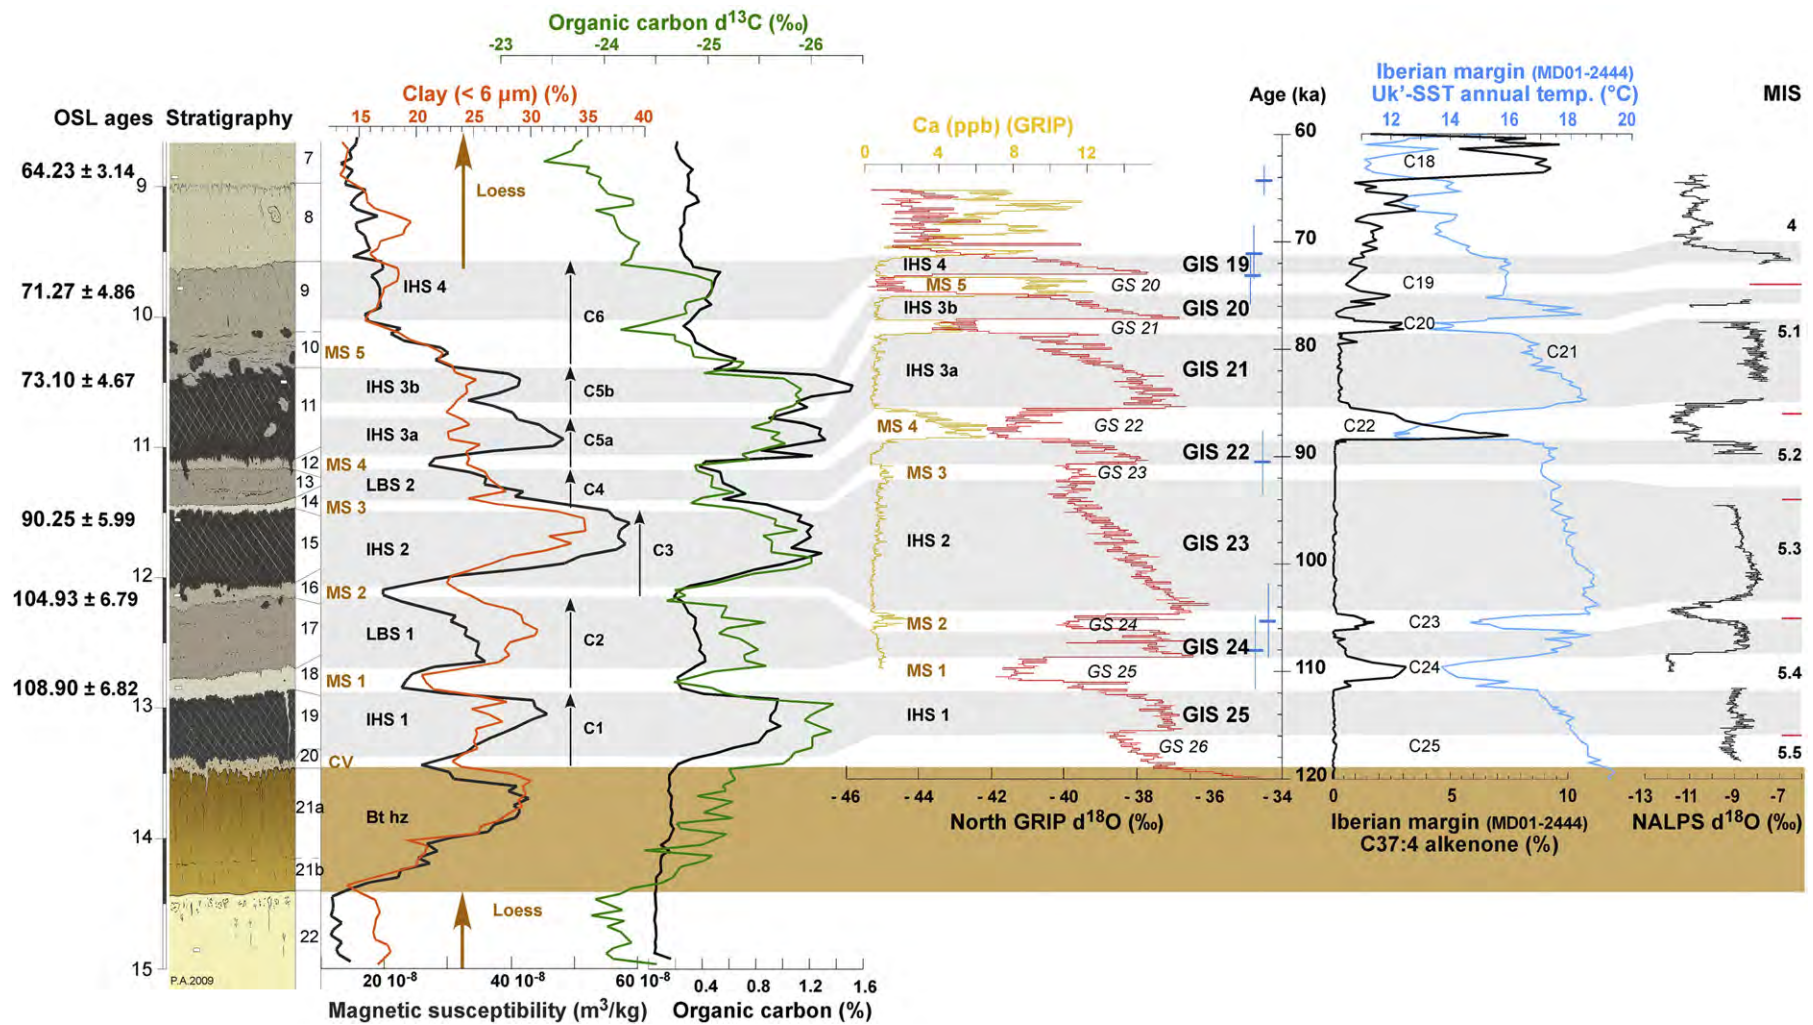 Organic carbon d13C (‰)
-23 -24 -25 -26
Iberian margin (MD01-2444)
Uk'-SST annual temp. (°C)
12 14 16 18 20
Clay (< 6 µm) (%)
15 20 25 30 35 40
OSL ages Stratigraphy
Age (ka)
MIS
Ca (ppb) (GRIP)
0 4 8 12
60
7
C18
64.23 ± 3.14
9
Loess
8
4
70
IHS 4
GIS 19
9
IHS 4
MS 5
GS 20
C19
71.27 ± 4.86
10
C6
IHS 3b
GIS 20
GS 21
C20
5.1
10
MS 5
80
C21
73.10 ± 4.67
IHS 3b
C5b
IHS 3a
GIS 21
11
11
IHS 3a
C5a
MS 4
GS 22
C22
12
MS 4
GIS 22
90
5.2
13
LBS 2
C4
MS 3
GS 23
14
MS 3
90.25 ± 5.99
15
IHS 2
C3
IHS 2
GIS 23
100
5.3
12
16
MS 2
104.93 ± 6.79
17
LBS 1
C2
MS 2
GS 24
C23
GIS 24
18
MS 1
MS 1
GS 25
110
C24
5.4
108.90 ± 6.82
13
19
IHS 1
C1
IHS 1
GIS 25
20
CV
GS 26
C25
5.5
120
21a
Bt hz
- 46 - 44 - 42 - 40 - 38 - 36 - 34
0 5 10
-13 -11 -9 -7
North GRIP d18O (‰)
Iberian margin (MD01-2444)
C37:4 alkenone (%)
NALPS d18O (‰)
14
21b
Loess
22
15
P.A.2009
20 10-8 40 10-8 60 10-8
0.4 0.8 1.2 1.6
Magnetic susceptibility (m3/kg)
Organic carbon (%)